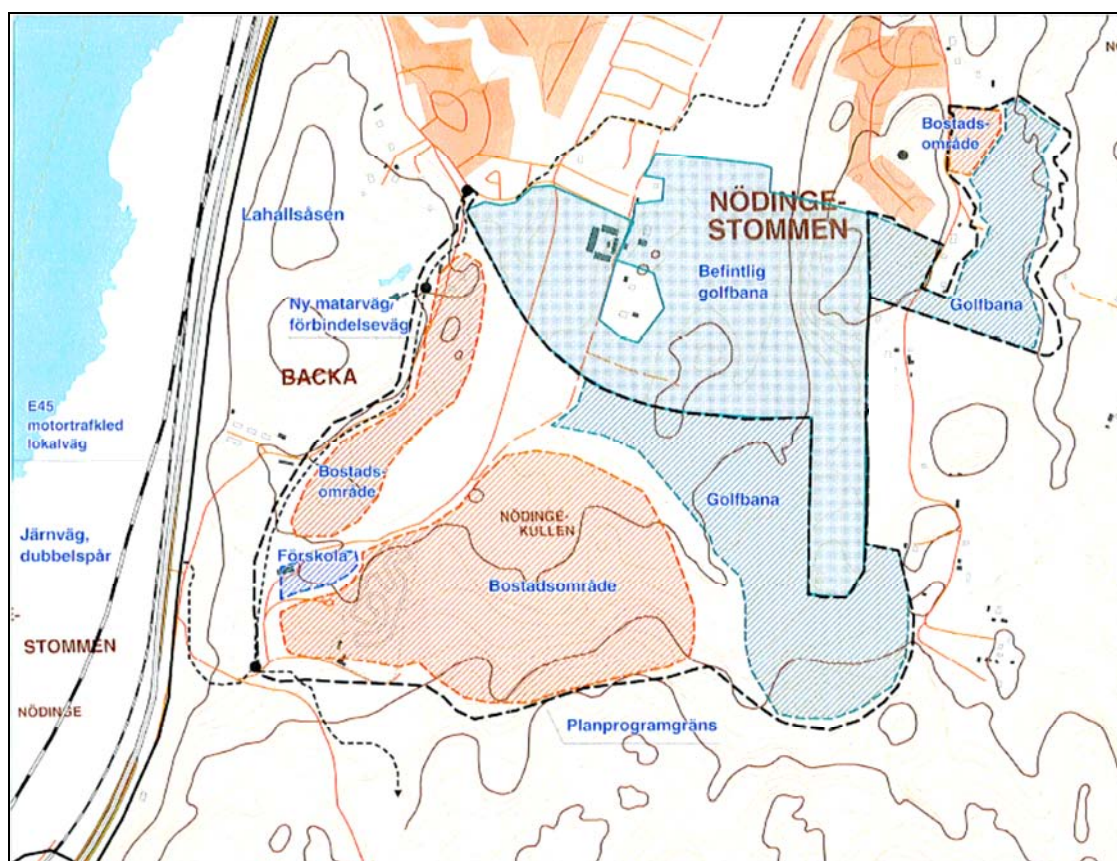 Bostads-
område
Lahallsåsen
NÖDINGE-
STOMMEN
Befintlig
golfbana
Ny matarväg/
förbindelseväg
Golfbana
BACKA
E45
motortrafkled
lokalväg
Bostads-
område
Golfbana
NÖDINGE-
KULLEN
Järnväg,
dubbelspår
Förskola
Bostadsområde
STOMMEN
NÖDINGE
Planprogramgräns